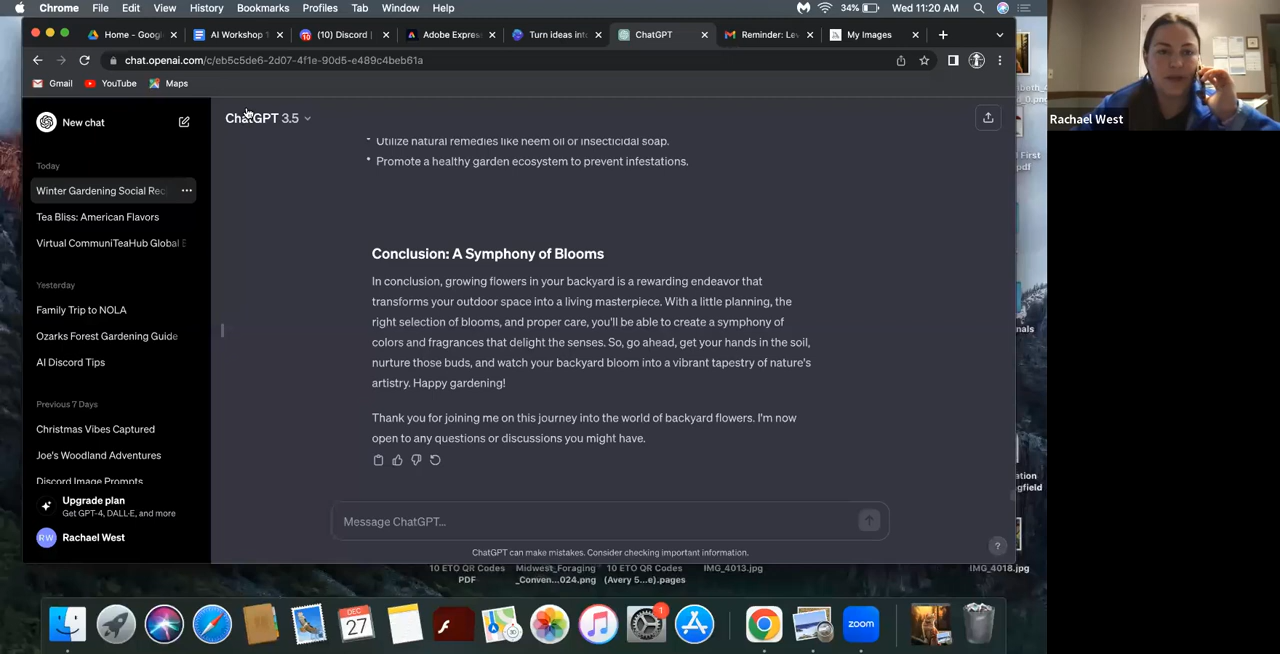 Chrome File Edit View History Bookmarks Profiles Tab Window Help 34% Wed 11:20 AM
Home - Googl AI Workshop 1 (10) Discord | Adobe Expres Turn ideas int ChatGPT Reminder: Le My Images
chat.openai.com/c/eb5c5de6-2d07-4f1e-90d5-e489c4beb61a
Gmail YouTube Maps
New chat
Today
Winter Gardening Social Rec
Tea Bliss: American Flavors
Virtual CommuniTeaHub Global E
Yesterday
Family Trip to NOLA
Ozarks Forest Gardening Guide
AI Discord Tips
Previous 7 Days
Christmas Vibes Captured
Joe's Woodland Adventures
Discord Image Prompts
Upgrade plan
Get GPT-4, DALL·E, and more
RW Rachael West
ChatGPT 3.5
• Utilize natural remedies like neem oil or insecticidal soap.
• Promote a healthy garden ecosystem to prevent infestations.
Conclusion: A Symphony of Blooms
In conclusion, growing flowers in your backyard is a rewarding endeavor that
transforms your outdoor space into a living masterpiece. With a little planning, the
right selection of blooms, and proper care, you'll be able to create a symphony of
colors and fragrances that delight the senses. So, go ahead, get your hands in the soil,
nurture those buds, and watch your backyard bloom into a vibrant tapestry of nature's
artistry. Happy gardening!
Thank you for joining me on this journey into the world of backyard flowers. I'm now
open to any questions or discussions you might have.
Message ChatGPT...
ChatGPT can make mistakes. Consider checking important information.
?
Rachael West
First
pdf
nals
ation
gfield
10 ETO QR Codes
PDF
Midwest_Foraging
_Conven...024.png
10 ETO QR Codes
(Avery 5...e).pages
IMG_4013.jpg
IMG_4018.jpg
DEC
27
1
zoom